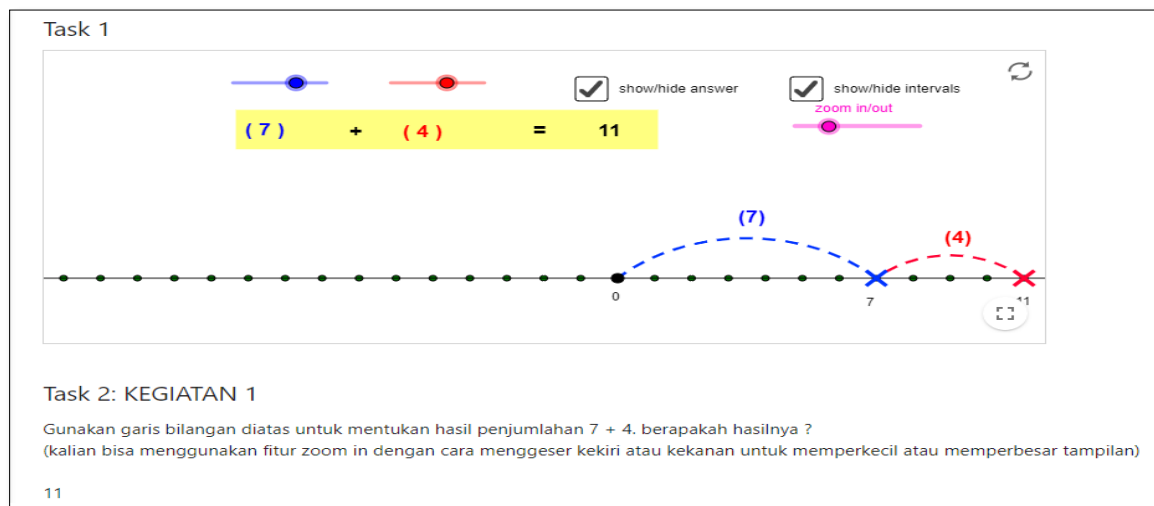 Task 1
show/hide answer
show/hide intervals
zoom in/out
( 7 ) + ( 4 ) = 11
(7)
(4)
0
7
11
Task 2: KEGIATAN 1
Gunakan garis bilangan diatas untuk mentukan hasil penjumlahan 7 + 4. berapakah hasilnya ?
(kalian bisa menggunakan fitur zoom in dengan cara menggeser kekiri atau kekanan untuk memperkecil atau memperbesar tampilan)
11